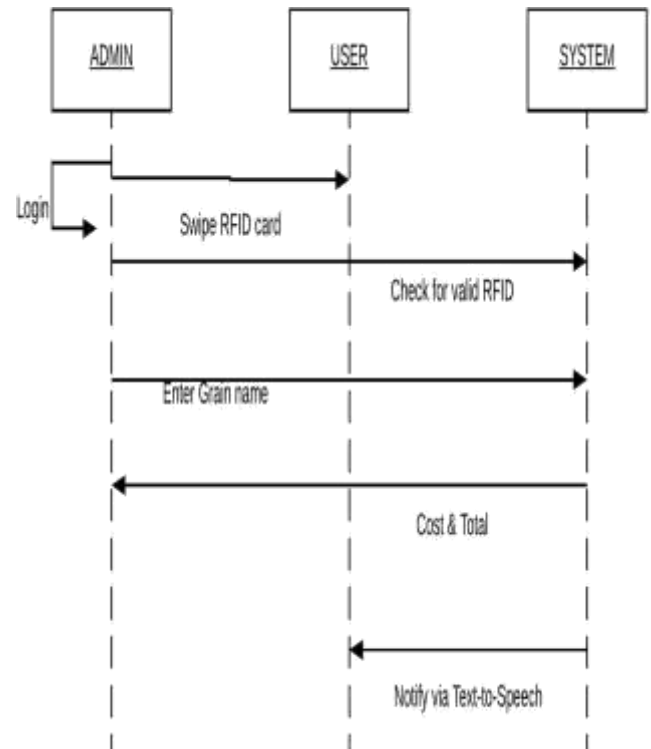 ADMIN
USER
SYSTEM
Login
Swipe RFID card
Check for valid RFID
Enter Grain name
Cost & Total
Notify via Text-to-Speech